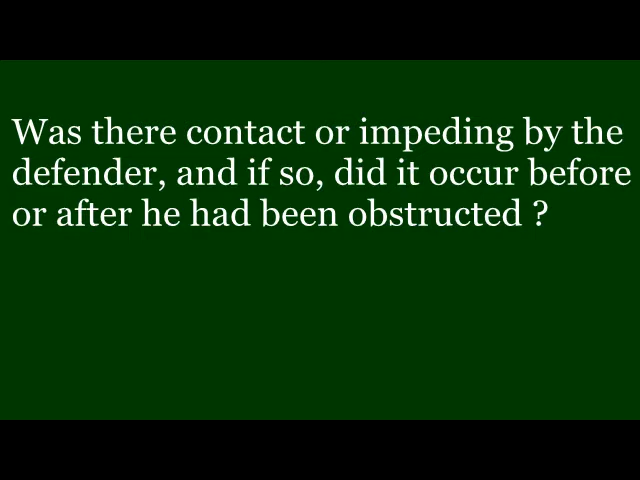 Was there contact or impeding by the
defender, and if so, did it occur before
or after he had been obstructed ?